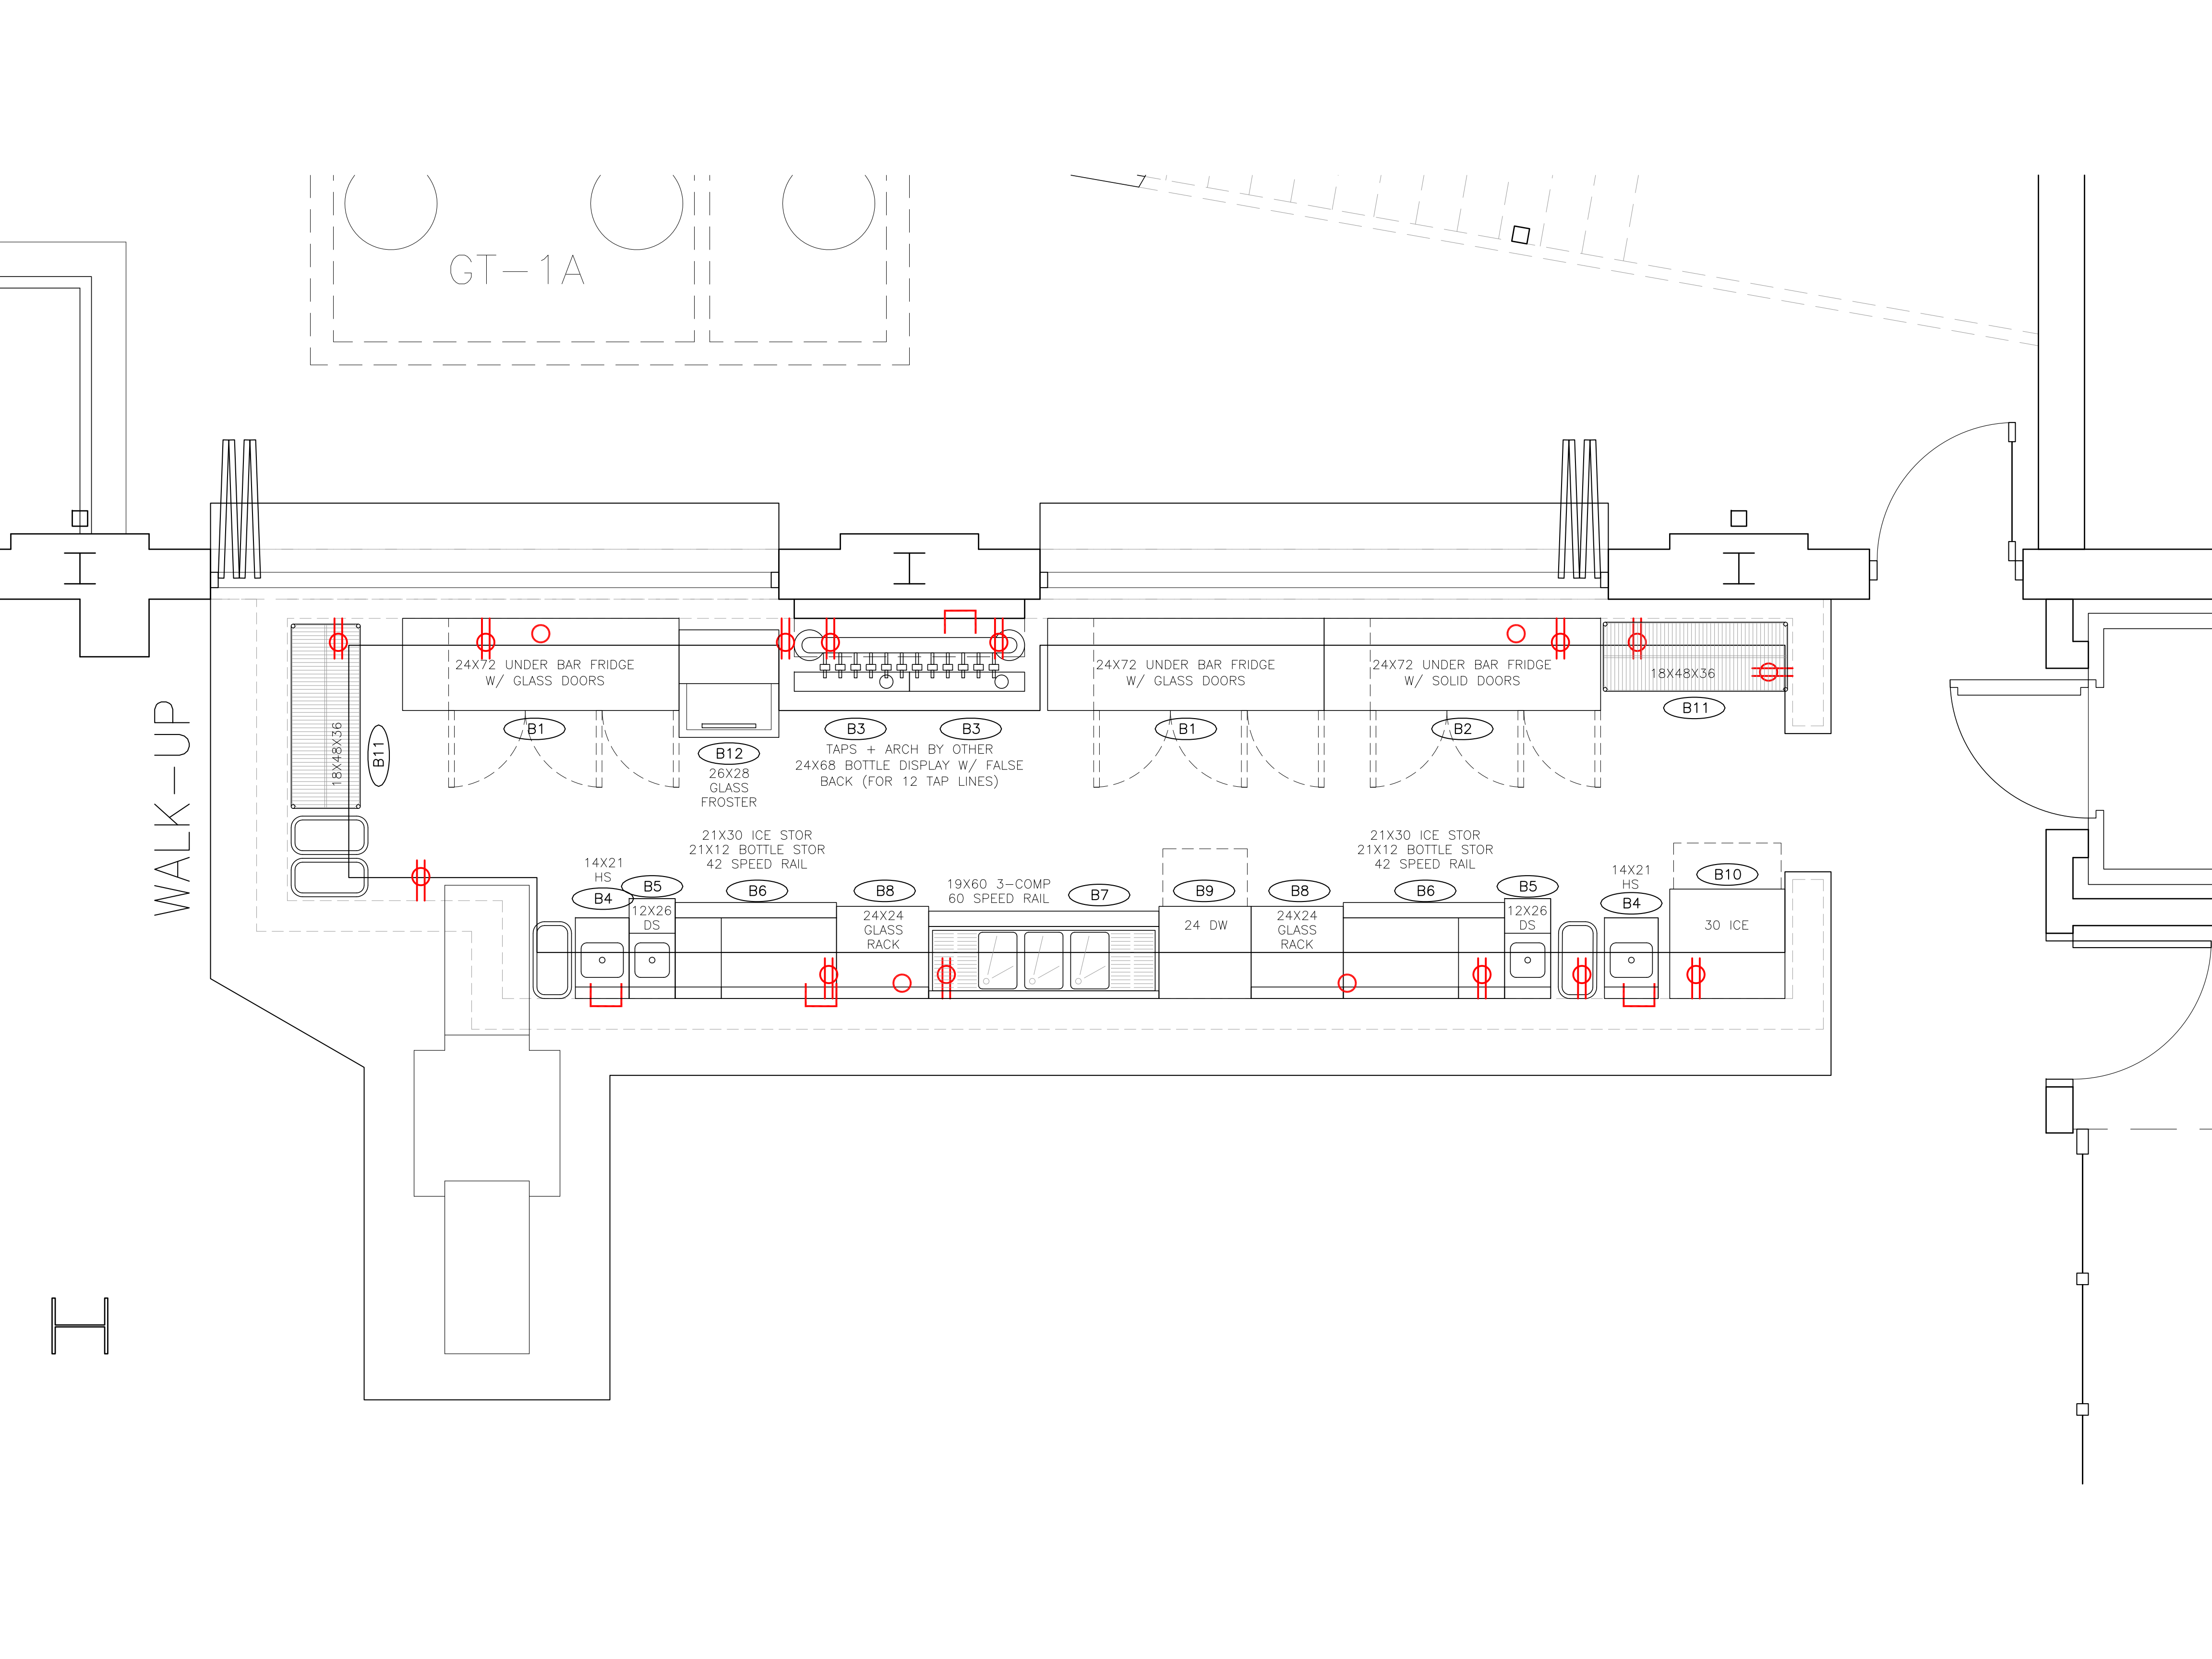 GT-1A
WALK-UP
18X48X36
B11
24X72 UNDER BAR FRIDGE
W/ GLASS DOORS
B1
B12
26X28
GLASS
FROSTER
B3
B3
TAPS + ARCH BY OTHER
24X68 BOTTLE DISPLAY W/ FALSE
BACK (FOR 12 TAP LINES)
24X72 UNDER BAR FRIDGE
W/ GLASS DOORS
B1
24X72 UNDER BAR FRIDGE
W/ SOLID DOORS
B2
18X48X36
B11
14X21
HS
B4
B5
12X26
DS
21X30 ICE STOR
21X12 BOTTLE STOR
42 SPEED RAIL
B6
B8
24X24
GLASS
RACK
19X60 3-COMP
60 SPEED RAIL
B7
B9
24 DW
B8
24X24
GLASS
RACK
21X30 ICE STOR
21X12 BOTTLE STOR
42 SPEED RAIL
B6
B5
12X26
DS
14X21
HS
B4
B10
30 ICE